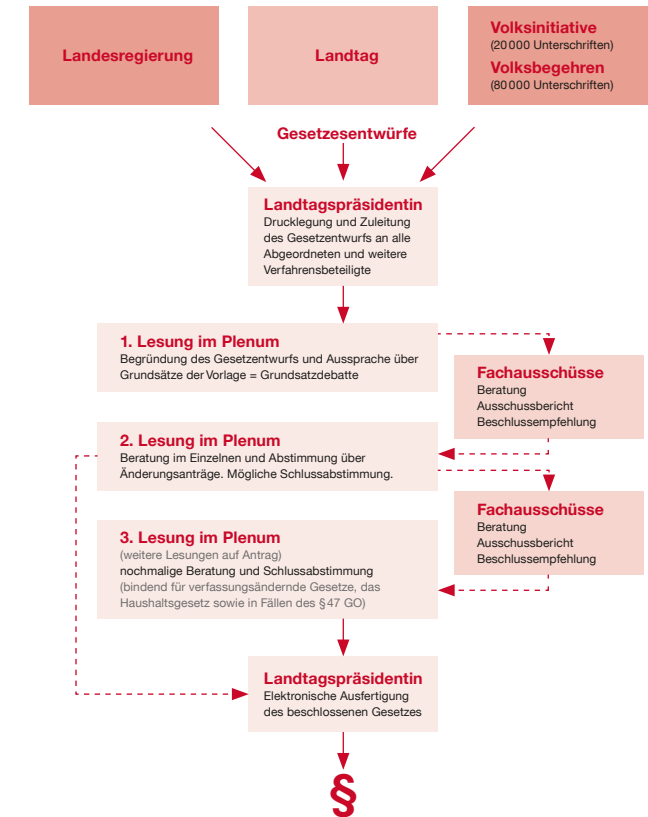 Landesregierung
Landtag
Volksinitiative
(20 000 Unterschriften)
Volksbegehren
(80 000 Unterschriften)
Gesetzesentwürfe
Landtagspräsidentin
Drucklegung und Zuleitung
des Gesetzentwurfs an alle
Abgeordneten und weitere
Verfahrensbeteiligte
1. Lesung im Plenum
Begründung des Gesetzentwurfs und Aussprache über
Grundsätze der Vorlage = Grundsatzdebatte
Fachausschüsse
Beratung
Ausschussbericht
Beschlussempfehlung
2. Lesung im Plenum
Beratung im Einzelnen und Abstimmung über
Änderungsanträge. Mögliche Schlussabstimmung.
Fachausschüsse
Beratung
Ausschussbericht
Beschlussempfehlung
3. Lesung im Plenum
(weitere Lesungen auf Antrag)
nochmalige Beratung und Schlussabstimmung
(bindend für verfassungsändernde Gesetze, das
Haushaltsgesetz sowie in Fällen des § 47 GO)
Landtagspräsidentin
Elektronische Ausfertigung
des beschlossenen Gesetzes
§